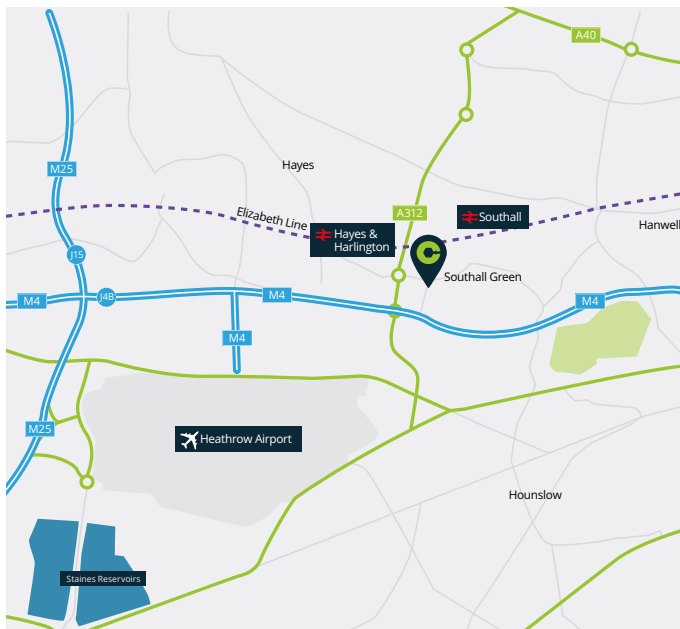 A40
M25
Hayes
A312
Southall
Elizabeth Line
Hayes &
Harlington
Hanwell
J15
Southall Green
M4
J4B
M4
M4
M4
M25
Heathrow Airport
Hounslow
Staines Reservoirs